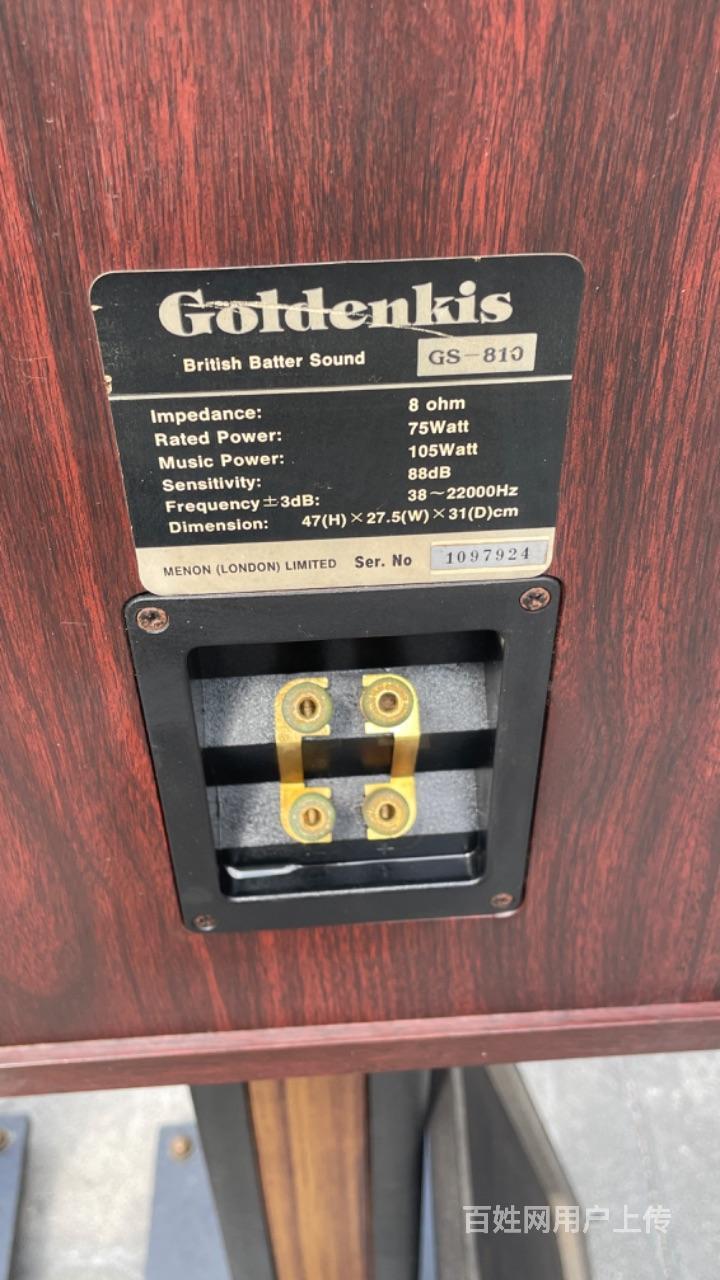 Goldenkis
British Batter Sound GS-810
Impedance: 8 ohm
Rated Power: 75Watt
Music Power: 105Watt
Sensitivity: 88dB
Frequency±3dB: 38~22000Hz
Dimension: 47(H)×27.5(W)×31(D)cm
MENON (LONDON) LIMITED Ser. No 1097924
+
百姓网用户上传